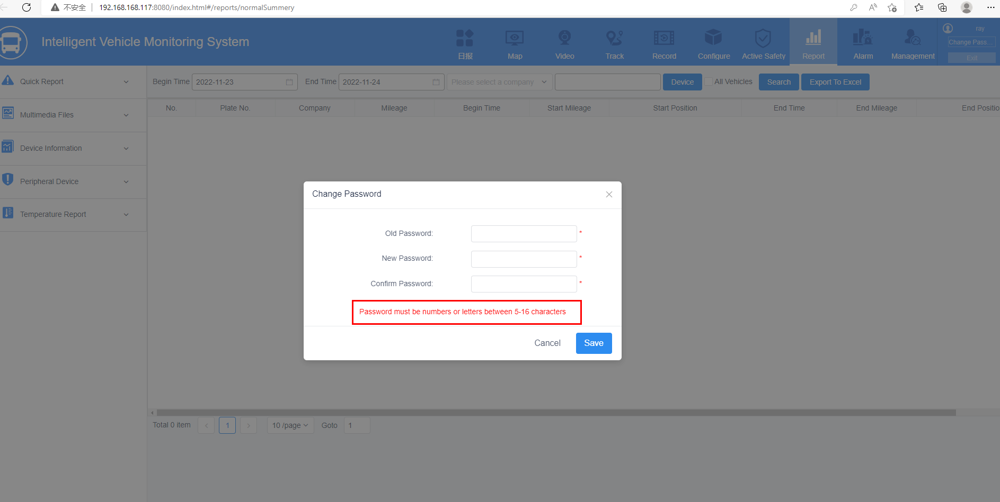 不安全 192.168.168.117:8080/index.html#/reports/normalSummery
Intelligent Vehicle Monitoring System
日报 Map Video Track Record Configure Active Safety Report Alarm Management
ray
Change Pass...
Exit
Quick Report
Multimedia Files
Device Information
Peripheral Device
Temperature Report
Begin Time 2022-11-23 End Time 2022-11-24 Please select a company Device All Vehicles Search Export To Excel
No. Plate No. Company Mileage Begin Time Start Mileage Start Position End Time End Mileage End Positio
Change Password
Old Password: *
New Password: *
Confirm Password: *
Password must be numbers or letters between 5-16 characters
Cancel Save
Total 0 item 1 10 /page Goto 1